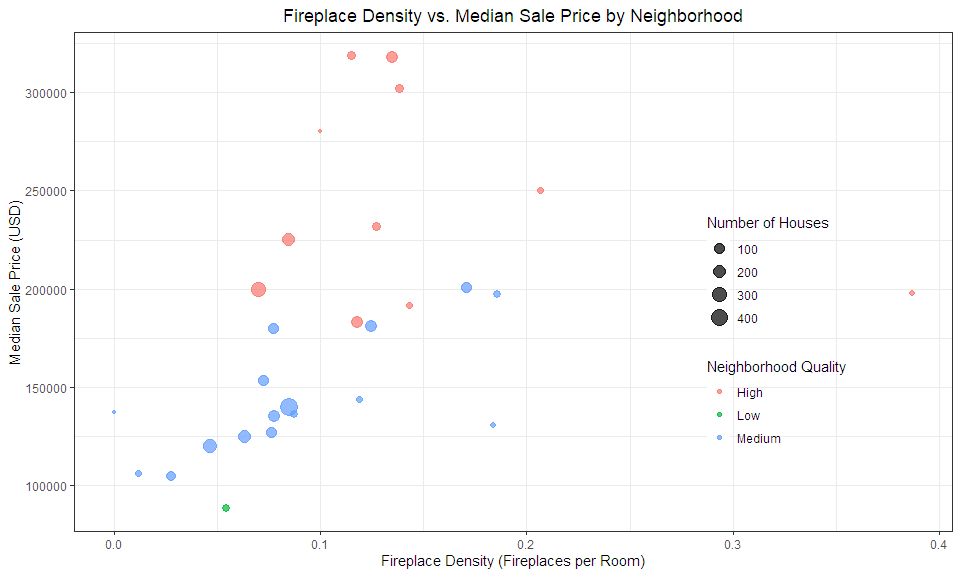 Fireplace Density vs. Median Sale Price by Neighborhood
Median Sale Price (USD)
300000
250000
200000
150000
100000
0.0
0.1
0.2
0.3
0.4
Fireplace Density (Fireplaces per Room)
Number of Houses
100
200
300
400
Neighborhood Quality
High
Low
Medium